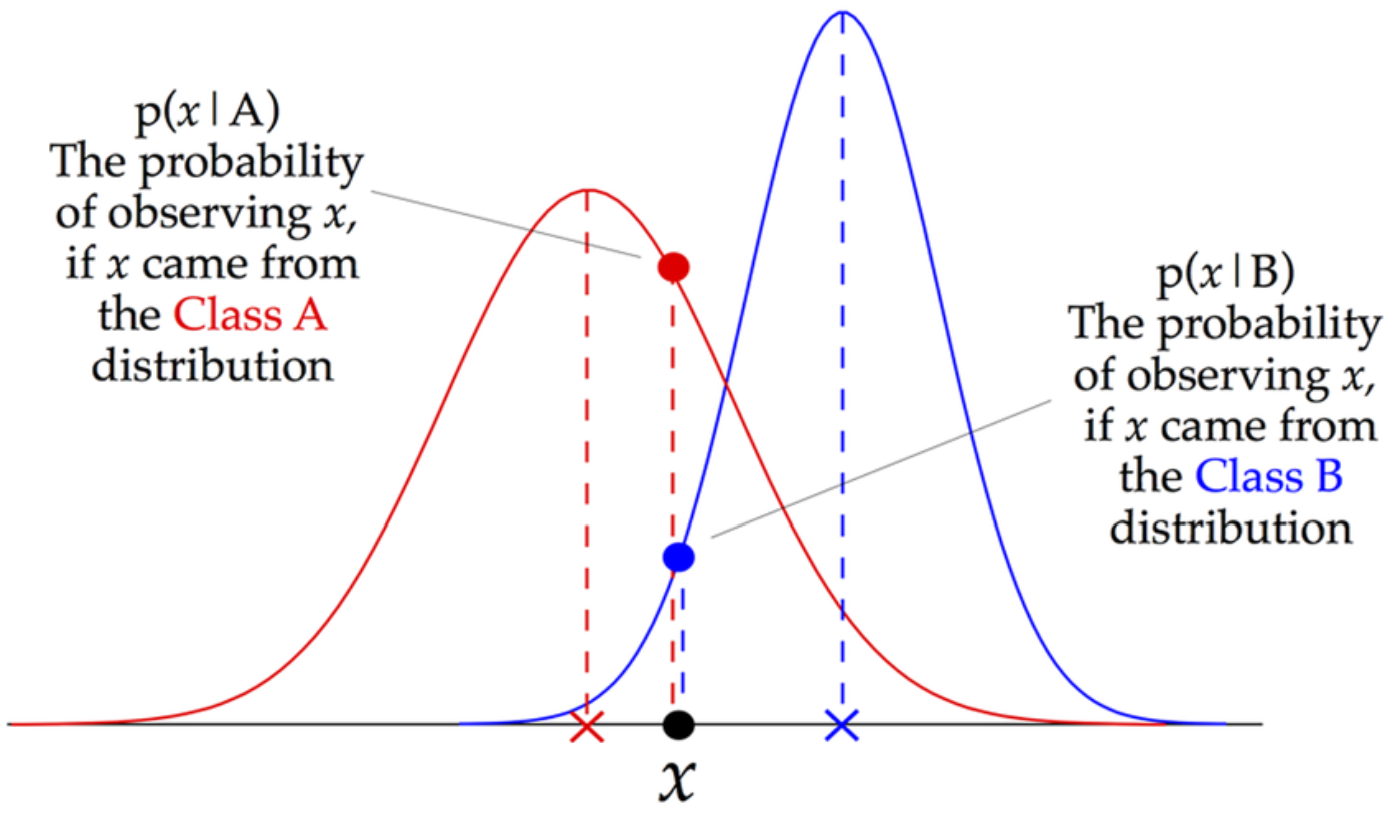 p(x | A)
The probability
of observing x,
if x came from
the Class A
distribution
p(x | B)
The probability
of observing x,
if x came from
the Class B
distribution
x